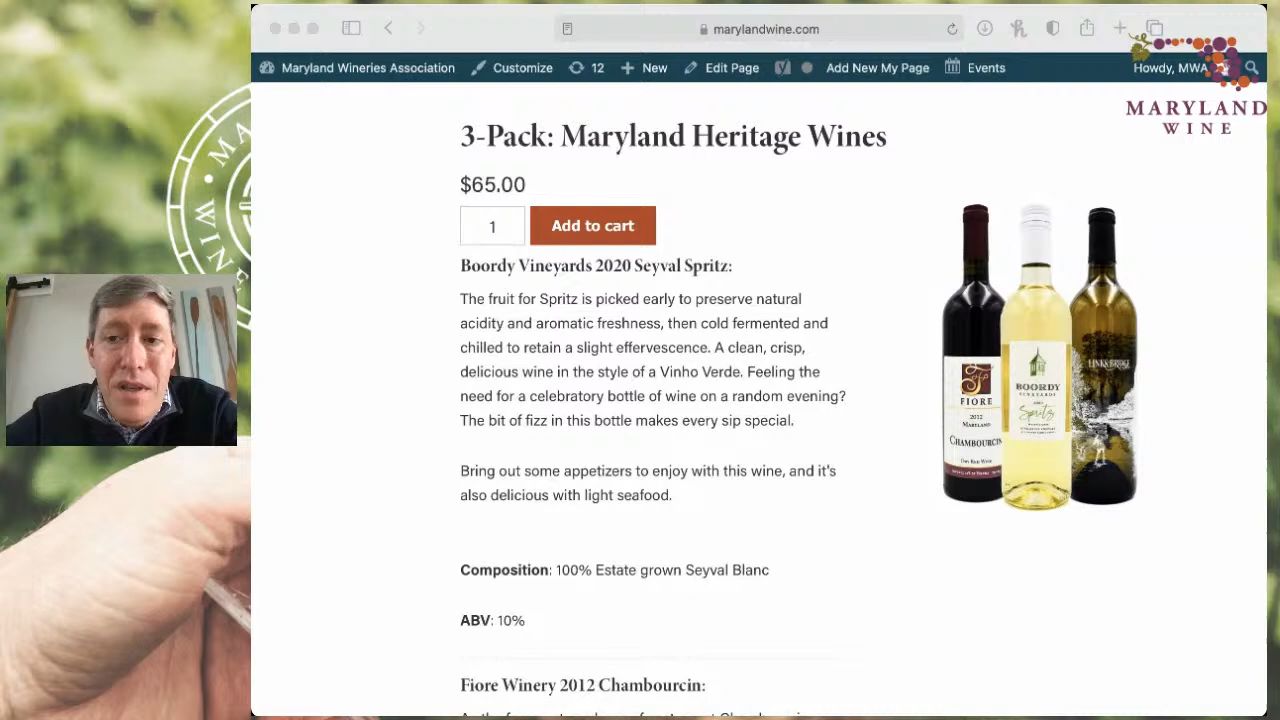 marylandwine.com
Maryland Wineries Association Customize 12 New Edit Page Add New My Page Events Howdy, MWA
MARYLAND
WINE
3-Pack: Maryland Heritage Wines
$65.00
1 Add to cart
Boordy Vineyards 2020 Seyval Spritz:
The fruit for Spritz is picked early to preserve natural
acidity and aromatic freshness, then cold fermented and
chilled to retain a slight effervescence. A clean, crisp,
delicious wine in the style of a Vinho Verde. Feeling the
need for a celebratory bottle of wine on a random evening?
The bit of fizz in this bottle makes every sip special.
Bring out some appetizers to enjoy with this wine, and it's
also delicious with light seafood.
Composition: 100% Estate grown Seyval Blanc
ABV: 10%
Fiore Winery 2012 Chambourcin:
FIORE
2012
MARYLAND
CHAMBOURCIN
BOORDY
VINEYARDS
Spritz
LINKS BRIDGE